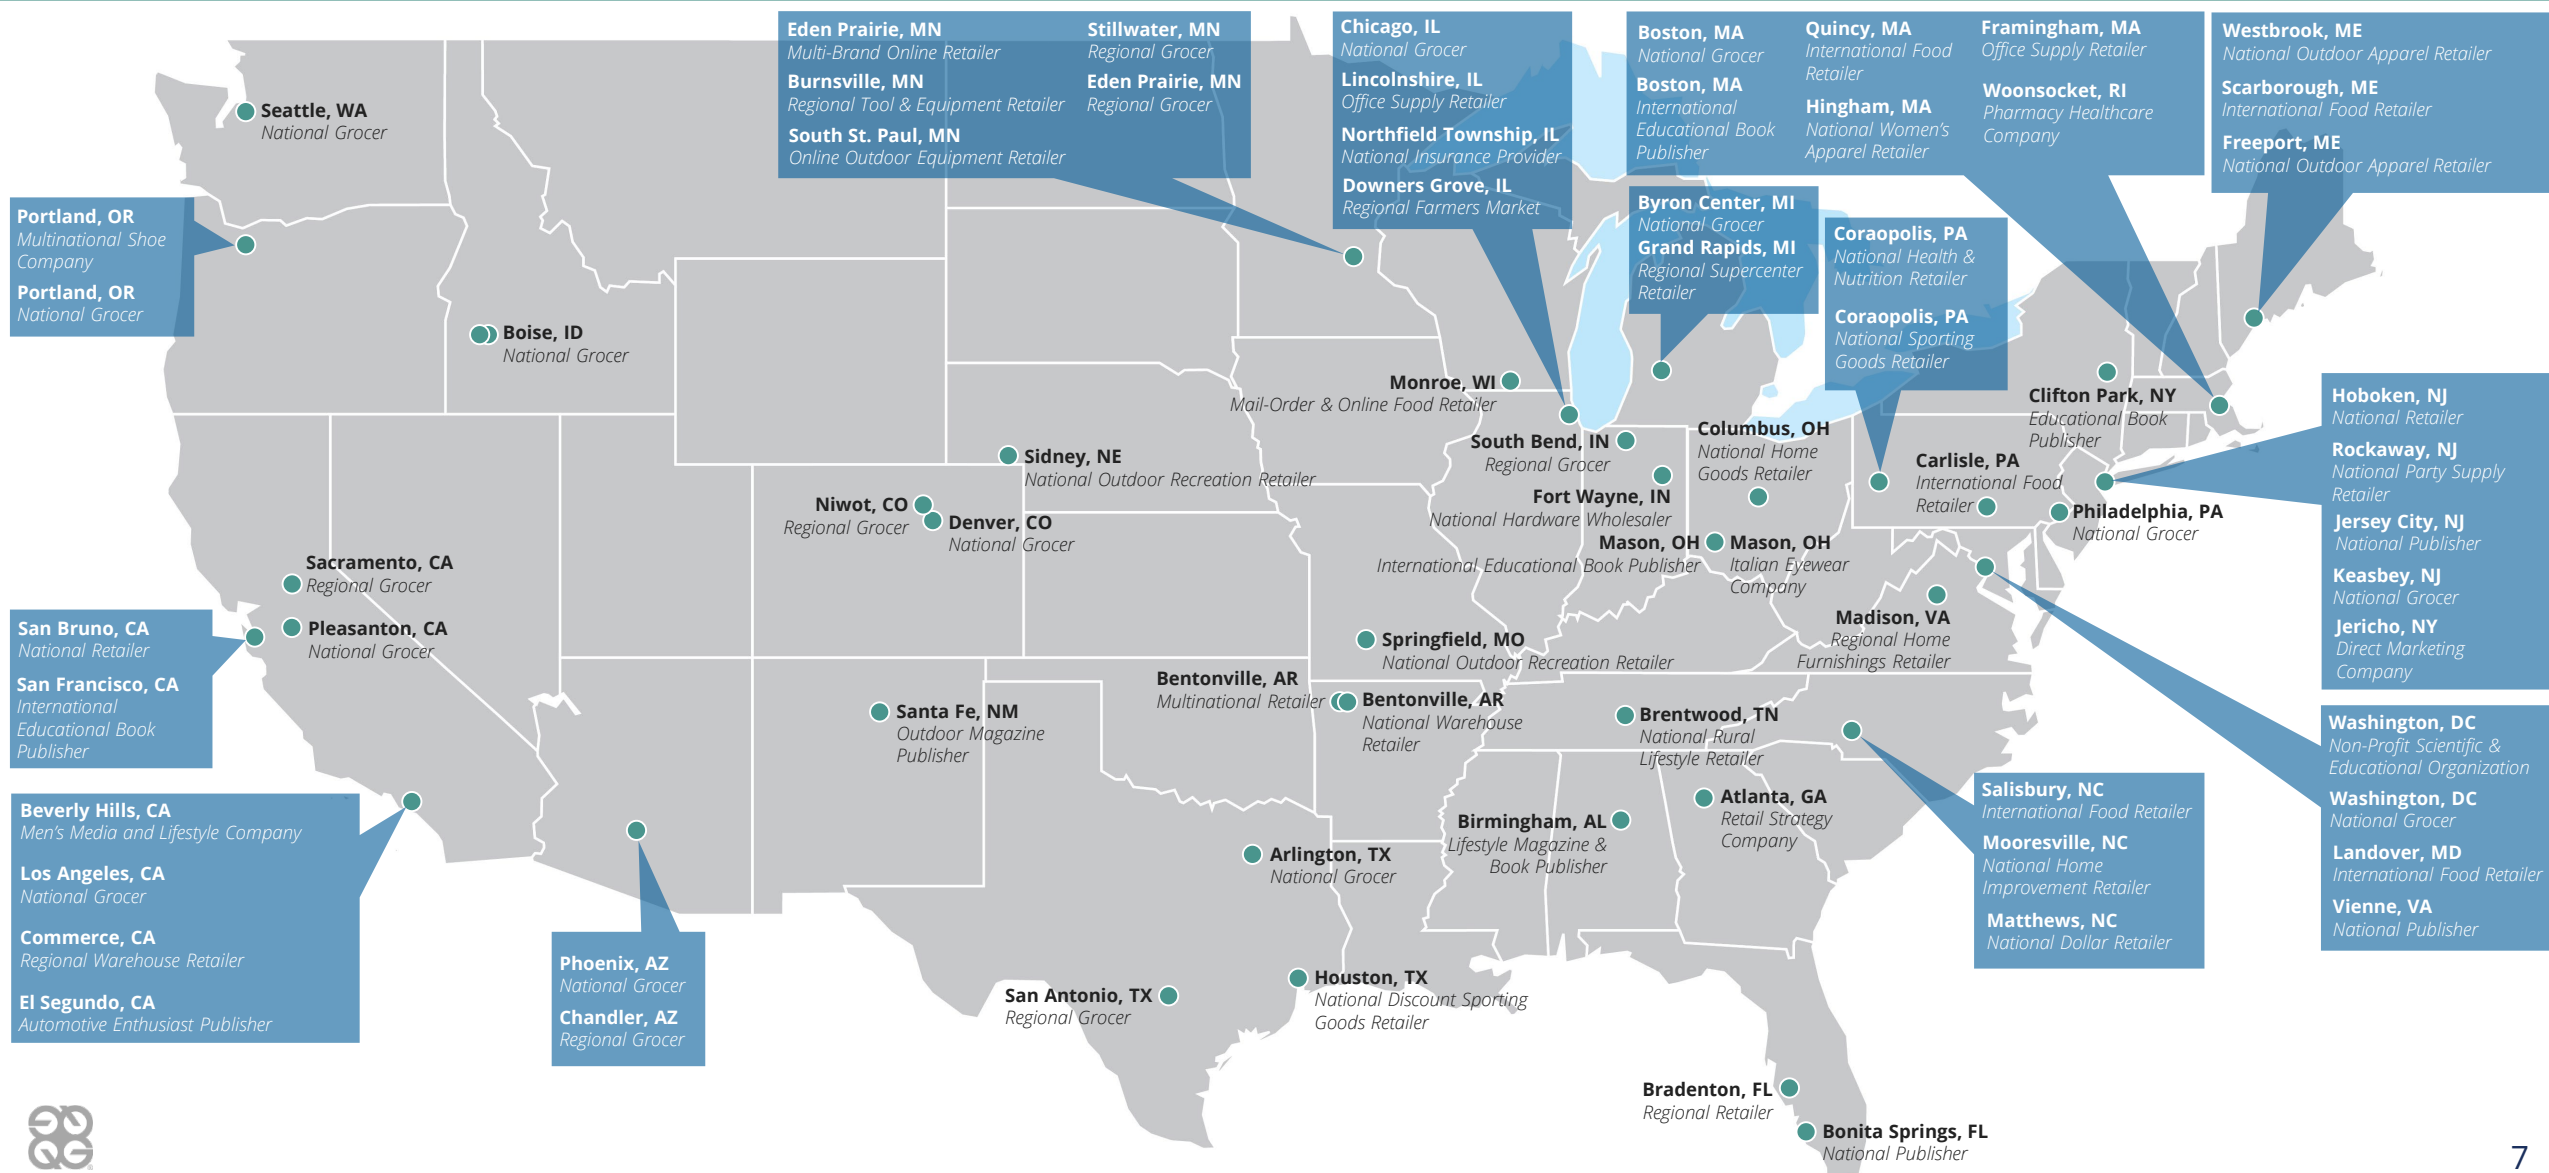 Eden Prairie, MN
Multi-Brand Online Retailer
Burnsville, MN
Regional Tool & Equipment Retailer
South St. Paul, MN
Online Outdoor Equipment Retailer
Stillwater, MN
Regional Grocer
Eden Prairie, MN
Regional Grocer
Chicago, IL
National Grocer
Lincolnshire, IL
Office Supply Retailer
Northfield Township, IL
National Insurance Provider
Downers Grove, IL
Regional Farmers Market
Boston, MA
National Grocer
Boston, MA
International
Educational Book
Publisher
Quincy, MA
International Food
Retailer
Hingham, MA
National Women's
Apparel Retailer
Framingham, MA
Office Supply Retailer
Woonsocket, RI
Pharmacy Healthcare
Company
Westbrook, ME
National Outdoor Apparel Retailer
Scarborough, ME
International Food Retailer
Freeport, ME
National Outdoor Apparel Retailer
Seattle, WA
National Grocer
Portland, OR
Multinational Shoe
Company
Portland, OR
National Grocer
Boise, ID
National Grocer
Byron Center, MI
National Grocer
Grand Rapids, MI
Regional Supercenter
Retailer
Coraopolis, PA
National Health &
Nutrition Retailer
Coraopolis, PA
National Sporting
Goods Retailer
Monroe, WI
Mail-Order & Online Food Retailer
Clifton Park, NY
Educational Book
Publisher
Hoboken, NJ
National Retailer
Rockaway, NJ
National Party Supply
Retailer
Jersey City, NJ
National Publisher
Keasbey, NJ
National Grocer
Jericho, NY
Direct Marketing
Company
South Bend, IN
Regional Grocer
Columbus, OH
National Home
Goods Retailer
Sidney, NE
National Outdoor Recreation Retailer
Carlisle, PA
International Food
Retailer
Fort Wayne, IN
National Hardware Wholesaler
Niwot, CO
Regional Grocer
Denver, CO
National Grocer
Philadelphia, PA
National Grocer
Mason, OH
International Educational Book Publisher
Mason, OH
Italian Eyewear
Company
Sacramento, CA
Regional Grocer
Pleasanton, CA
National Grocer
San Bruno, CA
National Retailer
San Francisco, CA
International
Educational Book
Publisher
Madison, VA
Regional Home
Furnishings Retailer
Springfield, MO
National Outdoor Recreation Retailer
Bentonville, AR
Multinational Retailer
Bentonville, AR
National Warehouse
Retailer
Santa Fe, NM
Outdoor Magazine
Publisher
Brentwood, TN
National Rural
Lifestyle Retailer
Washington, DC
Non-Profit Scientific &
Educational Organization
Washington, DC
National Grocer
Landover, MD
International Food Retailer
Vienne, VA
National Publisher
Salisbury, NC
International Food Retailer
Mooresville, NC
National Home
Improvement Retailer
Matthews, NC
National Dollar Retailer
Beverly Hills, CA
Men's Media and Lifestyle Company
Los Angeles, CA
National Grocer
Commerce, CA
Regional Warehouse Retailer
El Segundo, CA
Automotive Enthusiast Publisher
Atlanta, GA
Retail Strategy
Company
Birmingham, AL
Lifestyle Magazine &
Book Publisher
Arlington, TX
National Grocer
Phoenix, AZ
National Grocer
Chandler, AZ
Regional Grocer
San Antonio, TX
Regional Grocer
Houston, TX
National Discount Sporting
Goods Retailer
Bradenton, FL
Regional Retailer
Bonita Springs, FL
National Publisher
QG
7